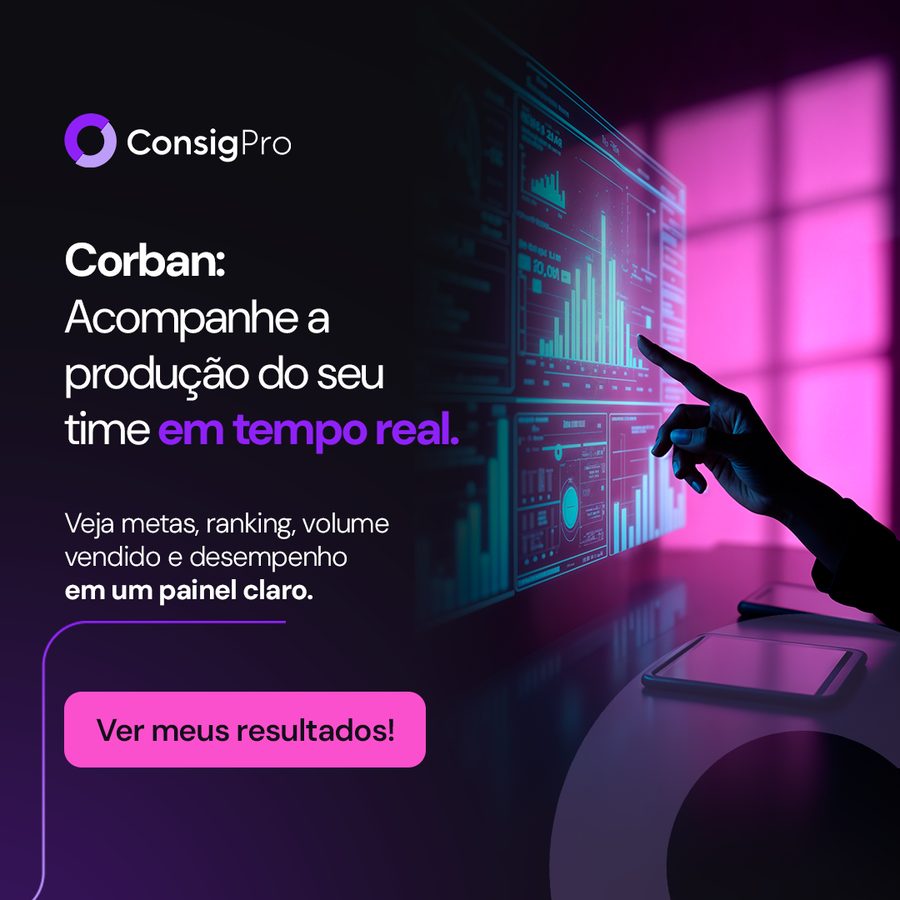 ConsigPro
Corban:
Acompanhe a
produção do seu
time em tempo real.
Veja metas, ranking, volume
vendido e desempenho
em um painel claro.
Ver meus resultados!